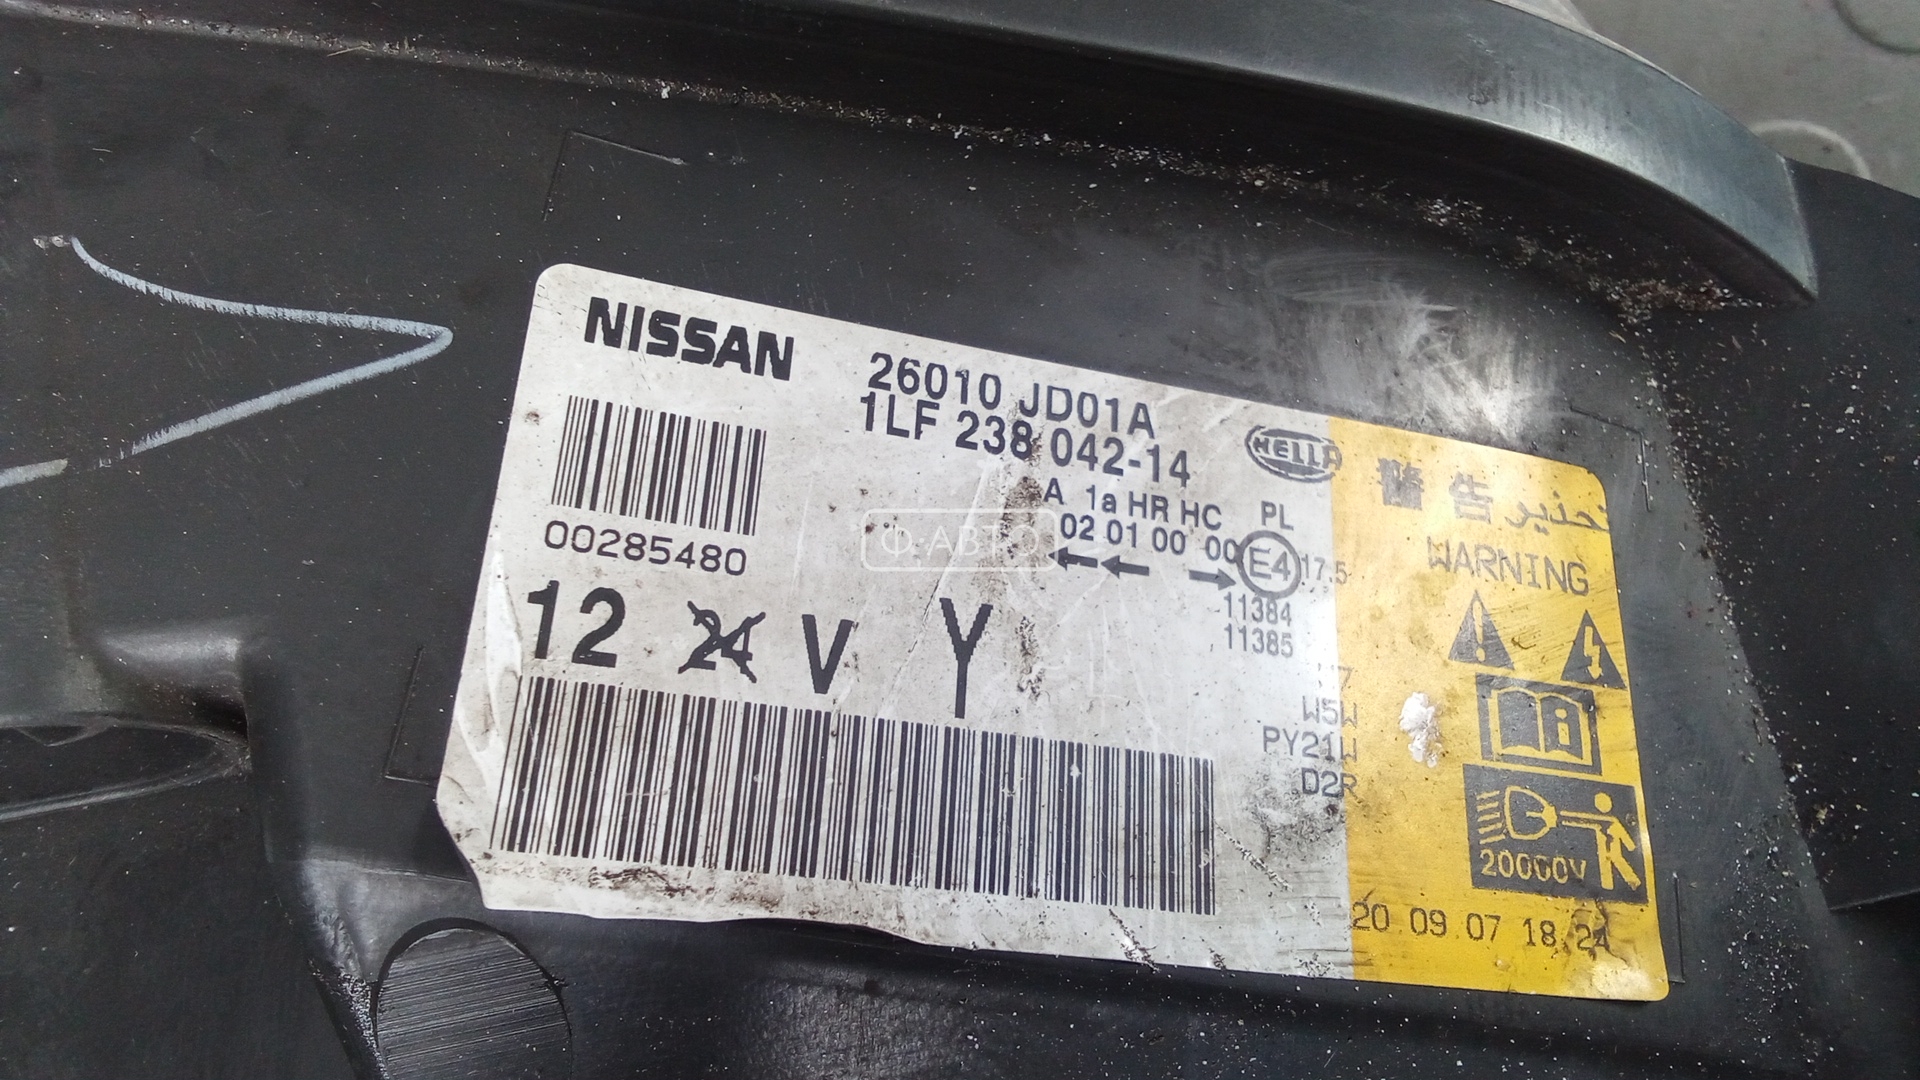 NISSAN
26010 JD01A
1LF 238 042-14
HELLA
A 1a HR HC PL
02 01 00 00 E4 17.5
11384
11385
00285480
12 24 V Y
W5W
PY21W
D2R
警告 تحذير
WARNING
20000V
20 09 07 18 24
Ф·АВТО